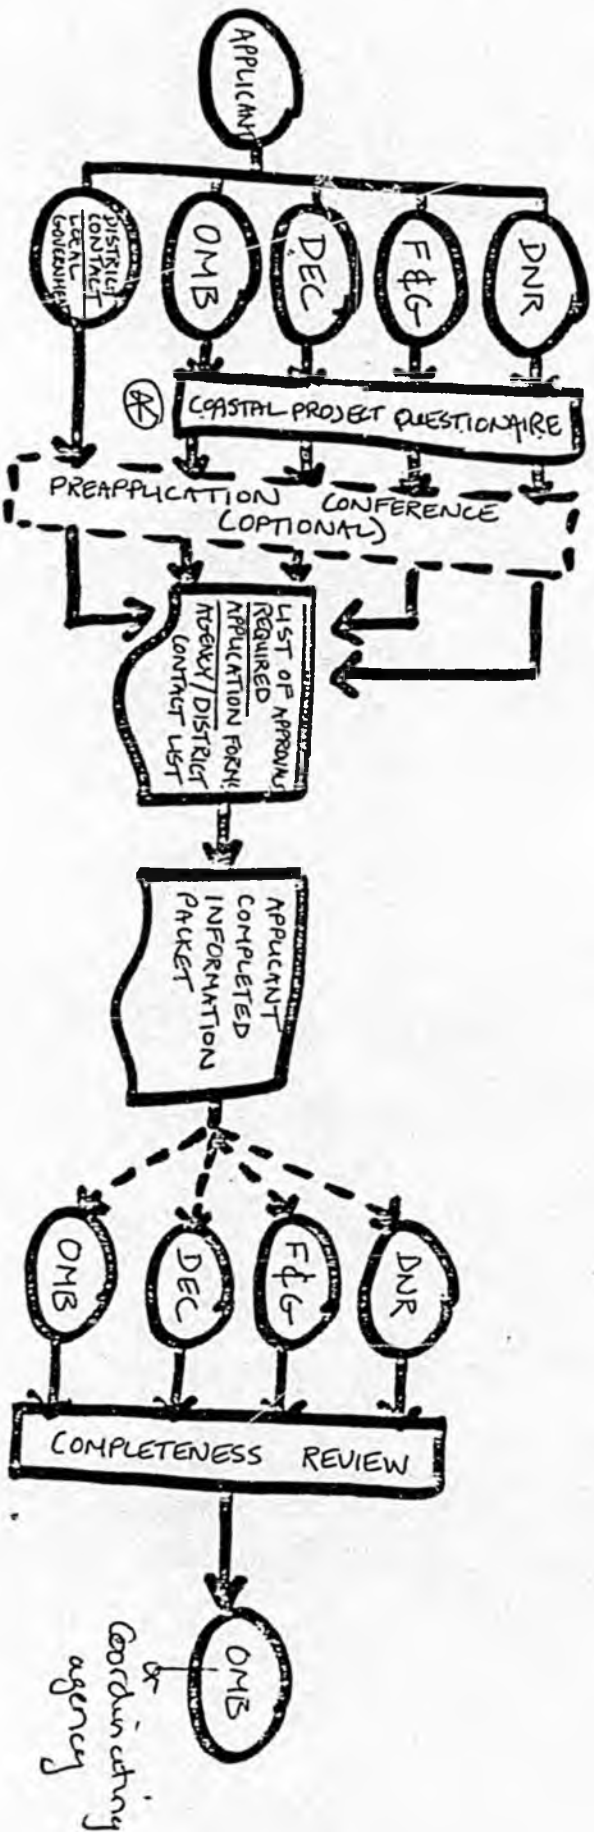 APPLICANT
DNR
F&G
DEC
OMB
DISTRICT
CONTACT
LOCAL
GOVERNMENT
COASTAL PROJECT QUESTIONAIRE
PREAPPLICATION CONFERENCE
(OPTIONAL)
LIST OF APPROVALS
REQUIRED
APPLICATION FORMS
AGENCY/DISTRICT
CONTACT LIST
APPLICANT
COMPLETED
INFORMATION
PACKET
DNR
F&G
DEC
OMB
COMPLETENESS REVIEW
OMB
or
Coordinating
agency